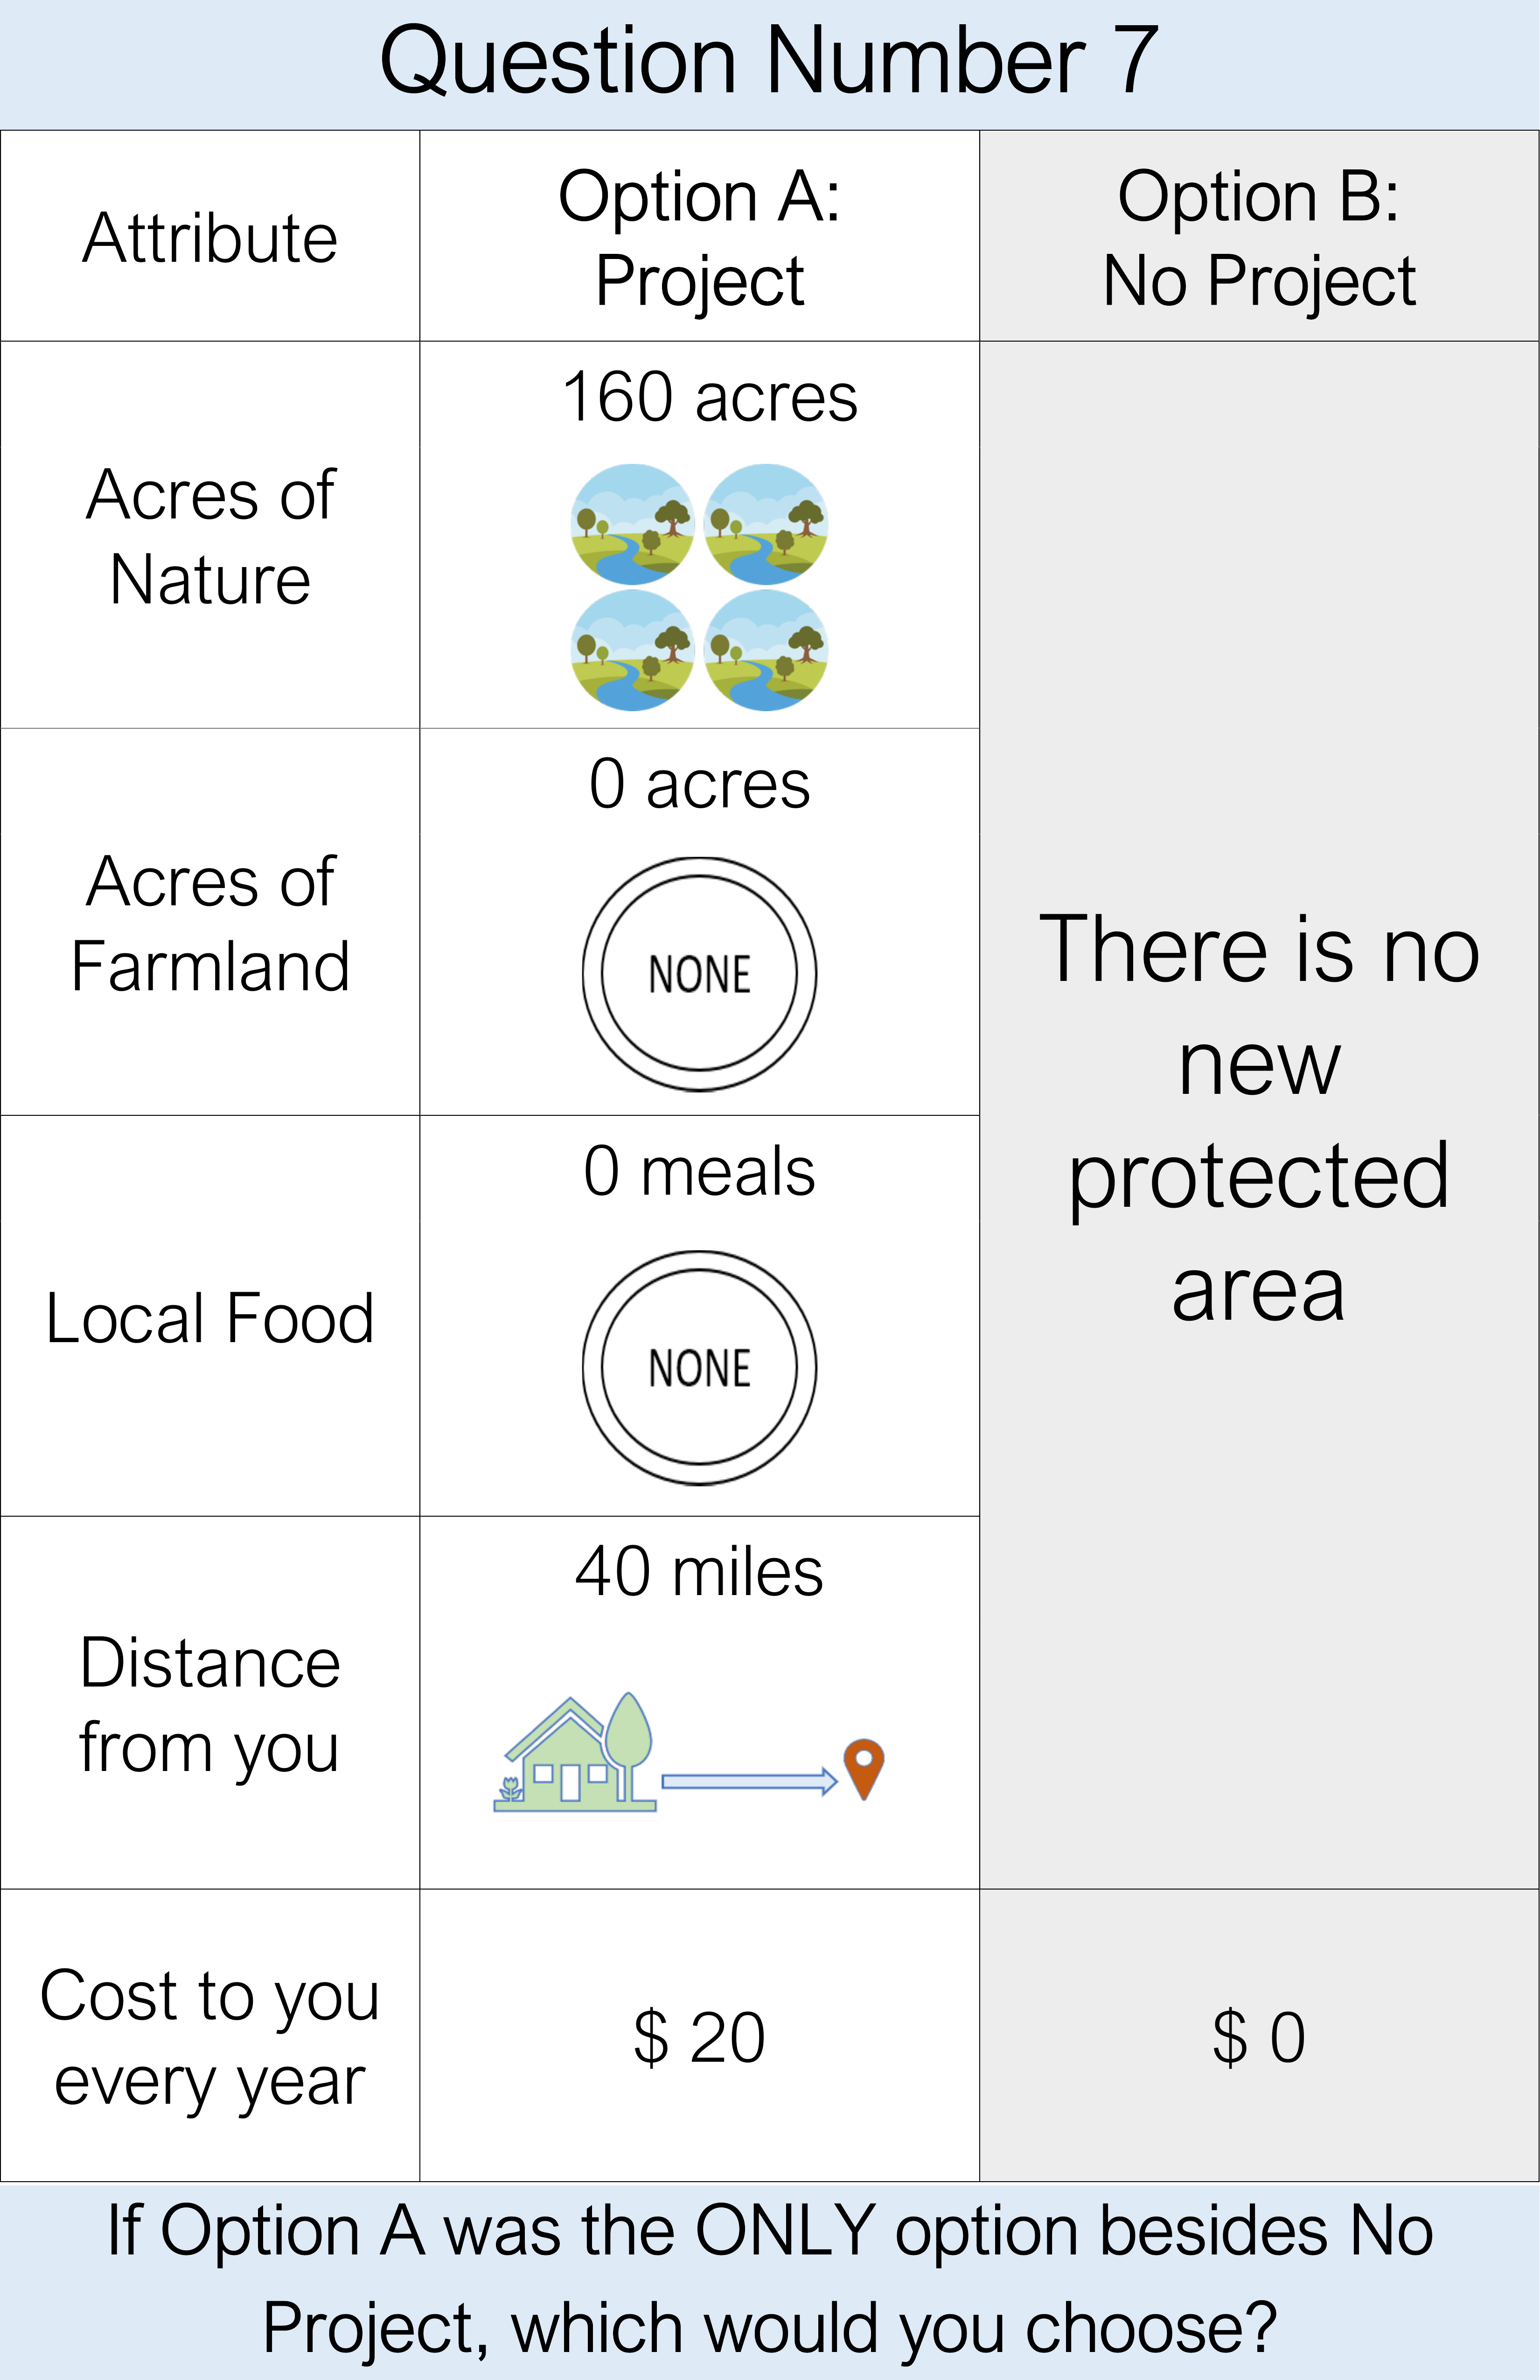 Question Number 7
Attribute
Option A:
Project
Option B:
No Project
Acres of
Nature
160 acres
Acres of
Farmland
0 acres
NONE
Local Food
0 meals
NONE
Distance
from you
40 miles
There is no
new
protected
area
Cost to you
every year
$ 20
$ 0
If Option A was the ONLY option besides No
Project, which would you choose?